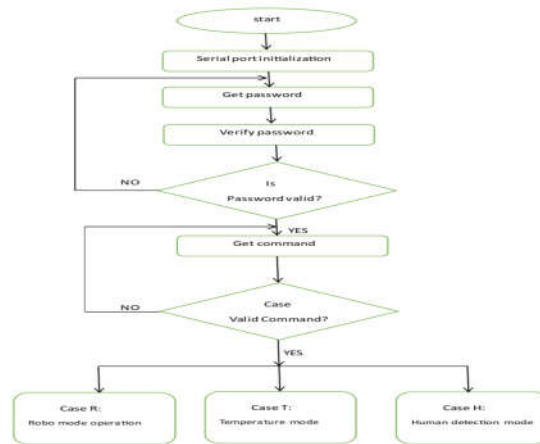 start
Serial port initialization
Get password
Verify password
Is
Password valid?
NO
YES
Get command
Case
Valid Command?
NO
YES
Case R:
Robo mode operation
Case T:
Temperature mode
Case H:
Human detection mode